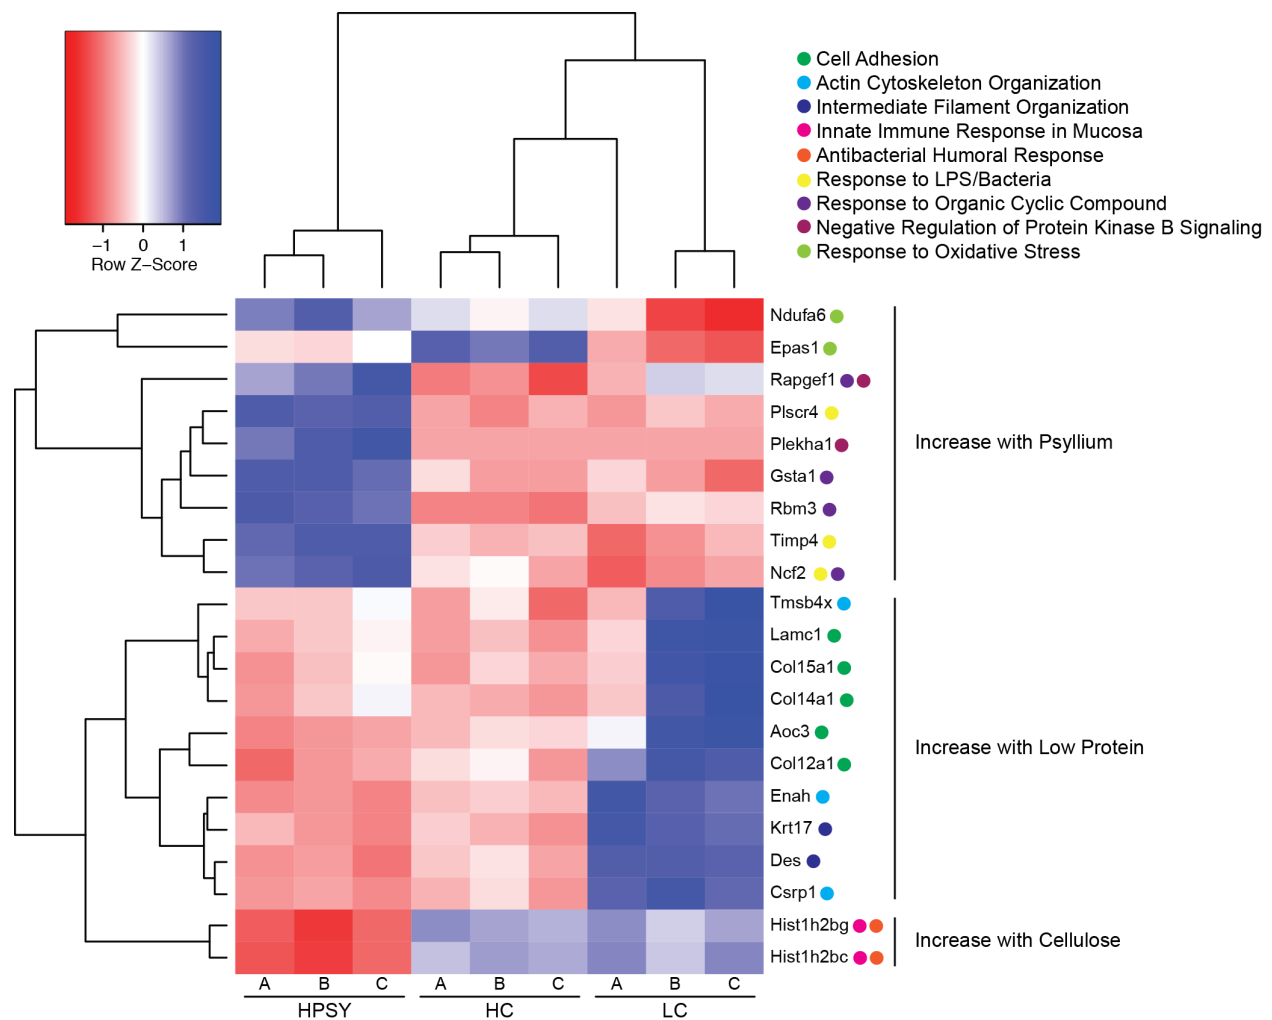 −1 0 1
Row Z−Score
Cell Adhesion
Actin Cytoskeleton Organization
Intermediate Filament Organization
Innate Immune Response in Mucosa
Antibacterial Humoral Response
Response to LPS/Bacteria
Response to Organic Cyclic Compound
Negative Regulation of Protein Kinase B Signaling
Response to Oxidative Stress
Ndufa6
Epas1
Rapgef1
Plscr4
Plekha1
Gsta1
Rbm3
Timp4
Ncf2
Increase with Psyllium
Tmsb4x
Lamc1
Col15a1
Col14a1
Aoc3
Col12a1
Enah
Krt17
Des
Csrp1
Increase with Low Protein
Hist1h2bg
Hist1h2bc
Increase with Cellulose
A B C A B C A B C
HPSY HC LC